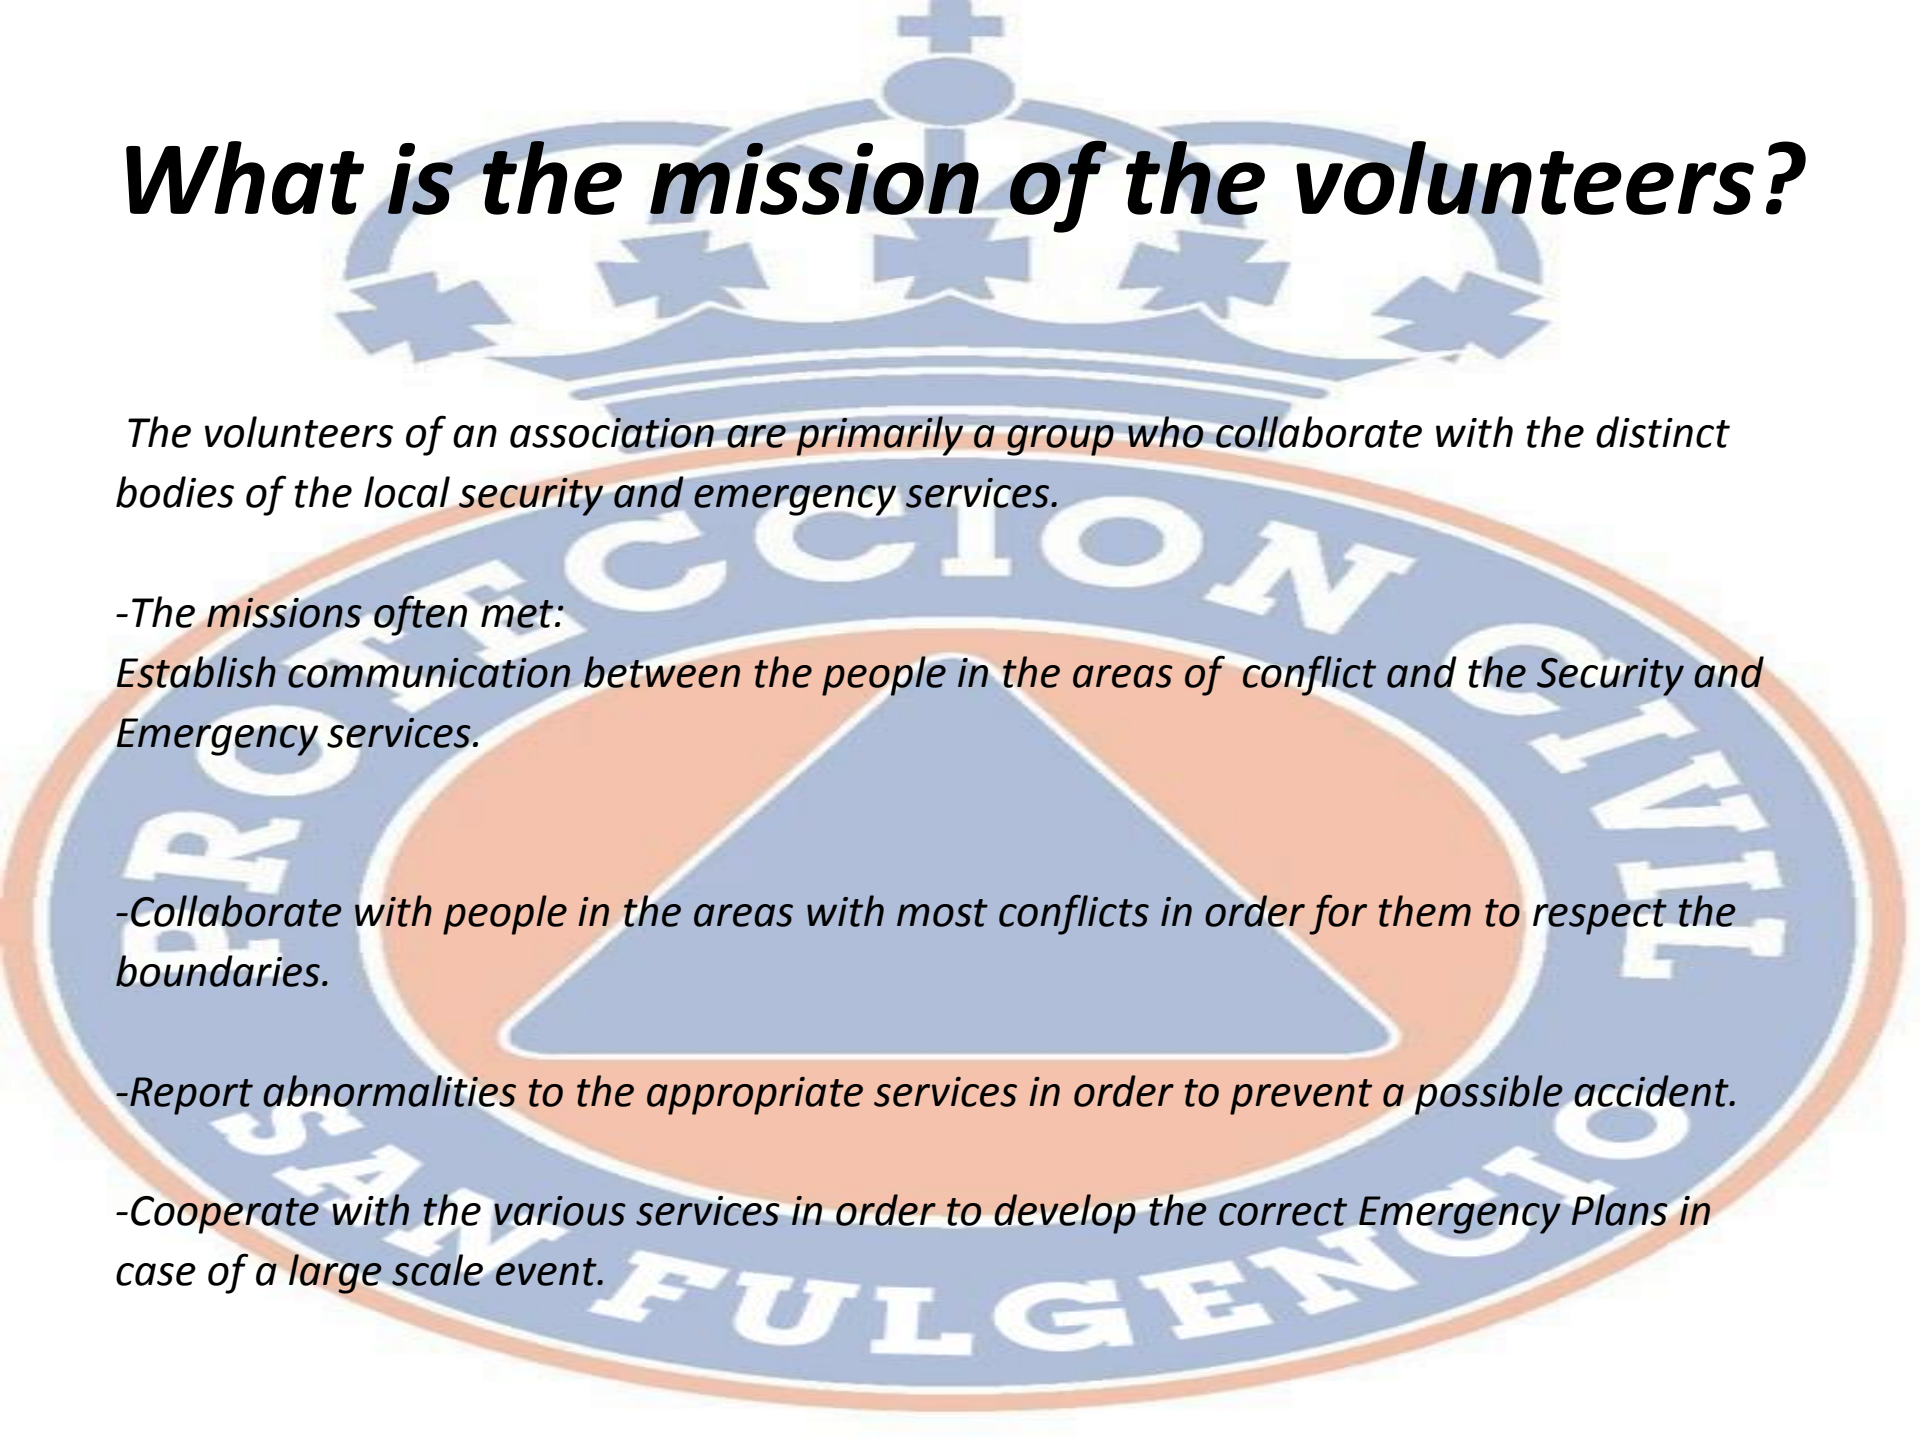 What is the mission of the volunteers?
The volunteers of an association are primarily a group who collaborate with the distinct
bodies of the local security and emergency services.
-The missions often met:
Establish communication between the people in the areas of  conflict and the Security and
Emergency services.
-Collaborate with people in the areas with most conflicts in order for them to respect the
boundaries.
-Report abnormalities to the appropriate services in order to prevent a possible accident.
-Cooperate with the various services in order to develop the correct Emergency Plans in
case of a large scale event.
PROTECCION CIVIL
SAN FULGENCIO